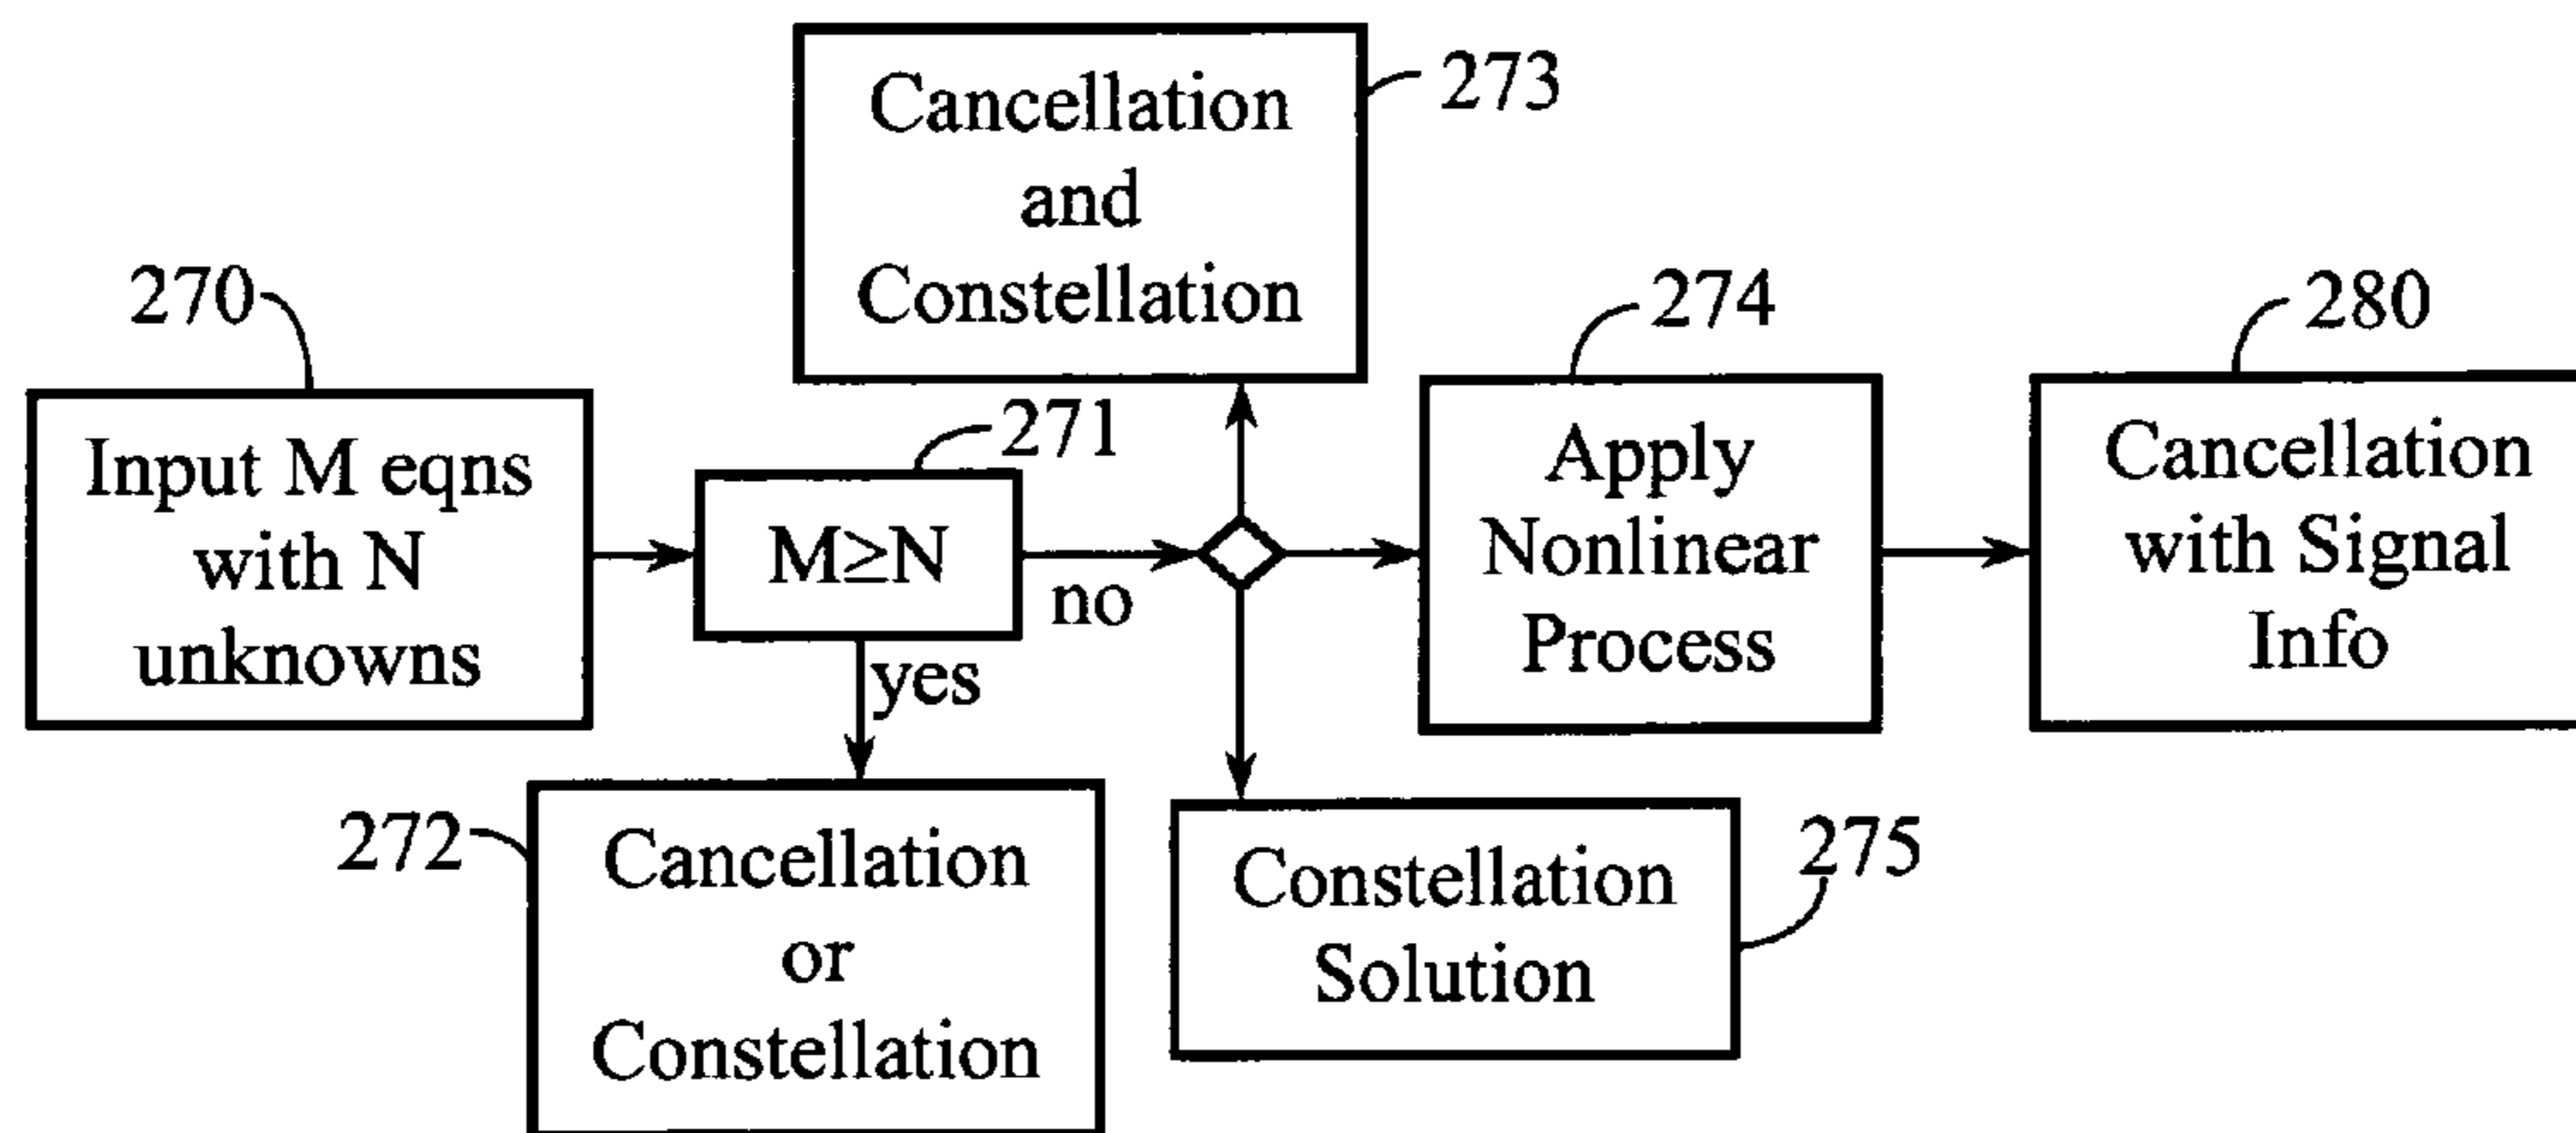 Cancellation
and
Constellation
273
270
Input M eqns
with N
unknowns
271
M≥N
no
yes
274
Apply
Nonlinear
Process
280
Cancellation
with Signal
Info
272
Cancellation
or
Constellation
275
Constellation
Solution